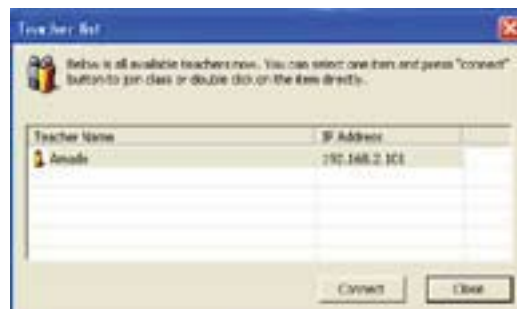 Teacher list
Below is all available teachers now. You can select one item and press "connect"
button to join class or double click on the item directly.
Teacher Name IP Address
Amado 192.168.2.101
Connect Close